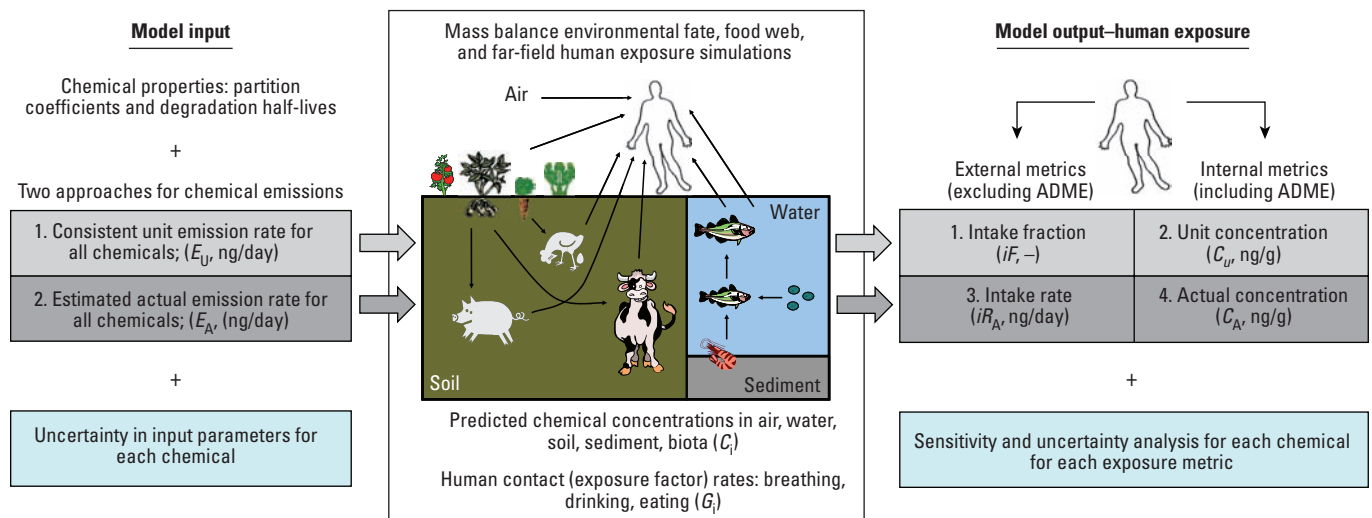 Model input
Chemical properties: partition
coefficients and degradation half-lives
+
Two approaches for chemical emissions
1. Consistent unit emission rate for
all chemicals; (EU, ng/day)
2. Estimated actual emission rate for
all chemicals; (EA, (ng/day)
+
Uncertainty in input parameters for
each chemical
Mass balance environmental fate, food web,
and far-field human exposure simulations
Air
Water
Soil
Sediment
Predicted chemical concentrations in air, water,
soil, sediment, biota (Ci)
Human contact (exposure factor) rates: breathing,
drinking, eating (Gi)
Model output–human exposure
External metrics
(excluding ADME)
Internal metrics
(including ADME)
1. Intake fraction
(iF, –)
2. Unit concentration
(Cu, ng/g)
3. Intake rate
(iRA, ng/day)
4. Actual concentration
(CA, ng/g)
+
Sensitivity and uncertainty analysis for each chemical
for each exposure metric